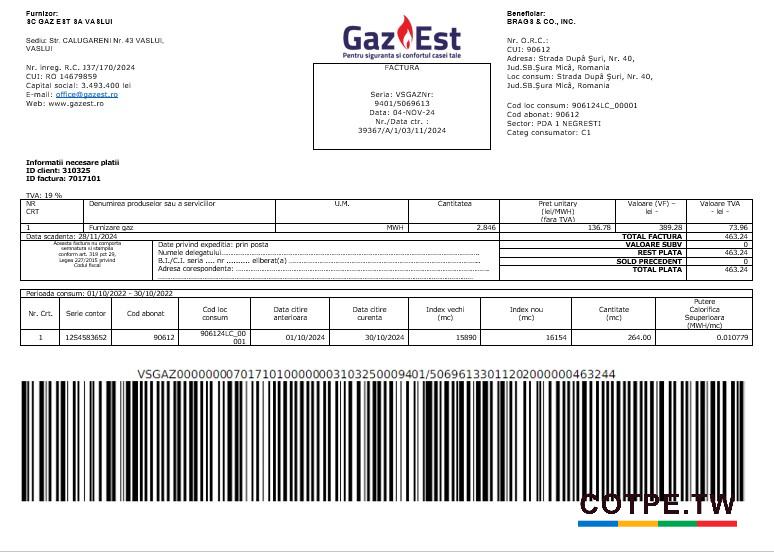 Furnizor:
SC GAZ EST SA VASLUI
Sediu: Str. CALUGARENI Nr. 43 VASLUI,
VASLUI
Nr. inreg. R.C. J37/170/2024
CUI: RO 14679859
Capital social: 3.493.400 lei
E-mail: office@gazest.ro
Web: www.gazest.ro
Gaz Est
Pentru siguranta si confortul casei tale
FACTURA
Seria: VSGAZNr:
9401/5069613
Data: 04-NOV-24
Nr./Data ctr. :
39367/A/1/03/11/2024
Benefeciar:
BRAGS & CO., INC.
Nr. O.R.C.:
CUI: 90612
Adresa: Strada După Şuri, Nr. 40,
Jud.SB.Şura Mică, Romania
Loc consum: Strada După Şuri, Nr. 40,
Jud.SB.Şura Mică, Romania
Cod loc consum: 906124LC_00001
Cod abonat: 90612
Sector: PDA 1 NEGRESTI
Categ consumator: C1
Informatii necesare platii
ID client: 310325
ID factura: 7017101
TVA: 19 %
NR CRT Denumirea produselor sau a serviciilor U.M. Cantitatea Pret unitary (lei/MWH) (fara TVA) Valoare (VF) – lei – Valoare TVA - lei -
1 Furnizare gaz MWH 2.846 136.78 389.28 73.96
Data scadenta: 28/11/2024 TOTAL FACTURA 463.24
Aceasta factura nu comporta
semnatura si stampila
conform art. 319 pct 29,
Legea 227/2015 privind
Codul fiscal
Date privind expeditia: prin posta
Numele delegatului
B.I./C.I. seria .... nr ......... eliberat(a)
Adresa corespondenta:
VALOARE SUBV 0
REST PLATA 463.24
SOLD PRECEDENT 0
TOTAL PLATA 463.24
Perioada consum: 01/10/2022 - 30/10/2022
Nr. Crt. Serie contor Cod abonat Cod loc consum Data citire anterioara Data citire curenta Index vechi (mc) Index nou (mc) Cantitate (mc) Putere Calorifica Seuperioara (MWH/mc)
1 12S4583652 90612 906124LC_00001 01/10/2024 30/10/2024 15890 16154 264.00 0.010779
VSGAZ00000000701710100000003103250009401/50696133011202000000463244
COTPE.TW